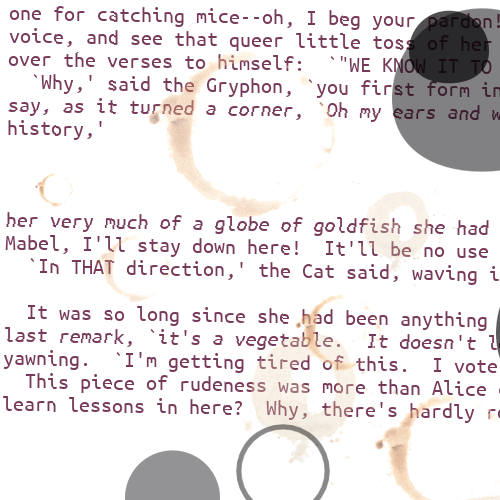 one for catching mice--oh, I beg your pardon!
voice, and see that queer little toss of her
over the verses to himself:  `"WE KNOW IT TO
`Why,' said the Gryphon, `you first form in
say, as it turned a corner, `Oh my ears and w
history,'
her very much of a globe of goldfish she had
Mabel, I'll stay down here!  It'll be no use
`In THAT direction,' the Cat said, waving i
It was so long since she had been anything
last remark, `it's a vegetable.  It doesn't l
yawning.  `I'm getting tired of this.  I vote
This piece of rudeness was more than Alice
learn lessons in here?  Why, there's hardly r